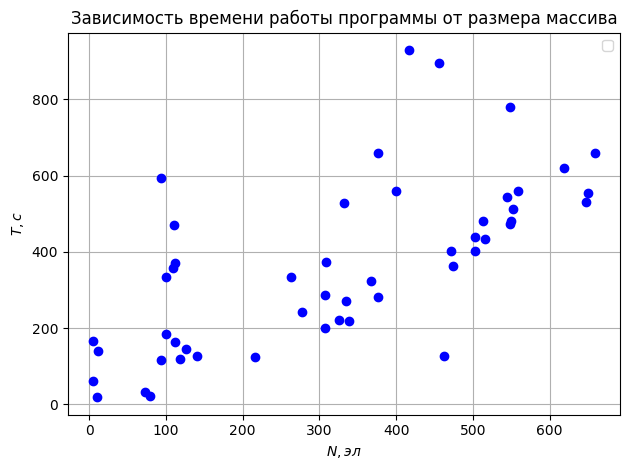 Зависимость времени работы программы от размера массива
800
600
400
200
0
T, с
0 100 200 300 400 500 600
N, эл